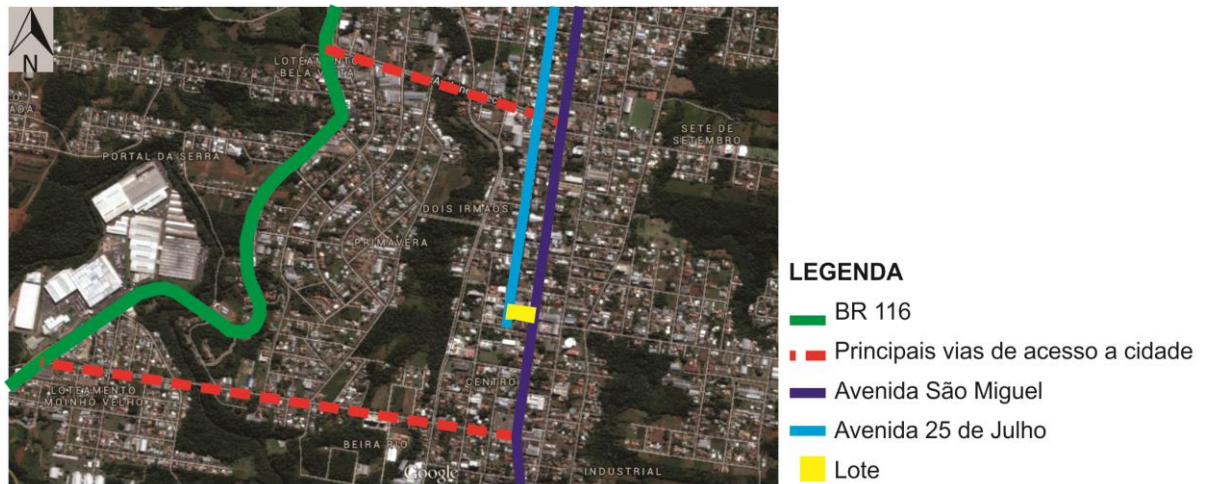 N
LOTEAMENTO
BELA VISTA
SETE DE
SETEMBRO
PORTAL DA SERRA
DOIS IRMÃOS
PRIMAVERA
CENTRO
LOTEAMENTO
MOINHO VELHO
BEIRA RIO
Google
INDUSTRIAL
LEGENDA
BR 116
Principais vias de acesso a cidade
Avenida São Miguel
Avenida 25 de Julho
Lote